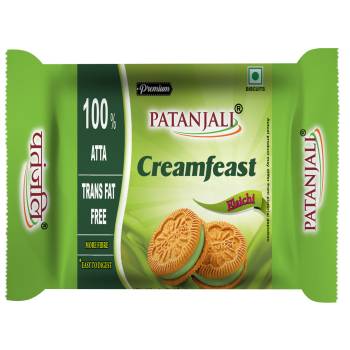 Premium
BISCUITS
100%
ATTA
TRANS FAT
FREE
MORE FIBRE
EASY TO DIGEST
PATANJALI®
Creamfeast
Elaichi
पतंजलि®
PATANJALI®